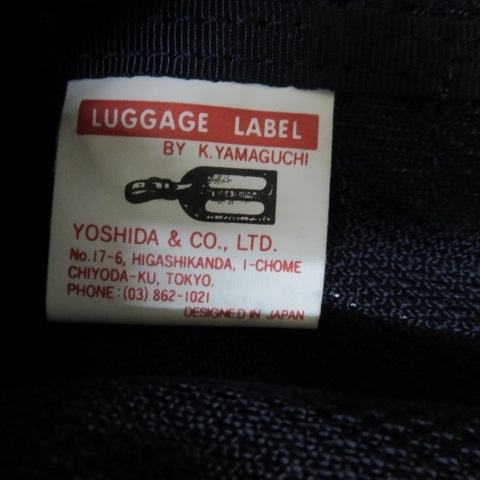 LUGGAGE LABEL
BY K.YAMAGUCHI
YOSHIDA & CO., LTD.
No.17-6, HIGASHIKANDA, 1-CHOME
CHIYODA-KU, TOKYO.
PHONE:(03) 862-1021
DESIGNED IN JAPAN